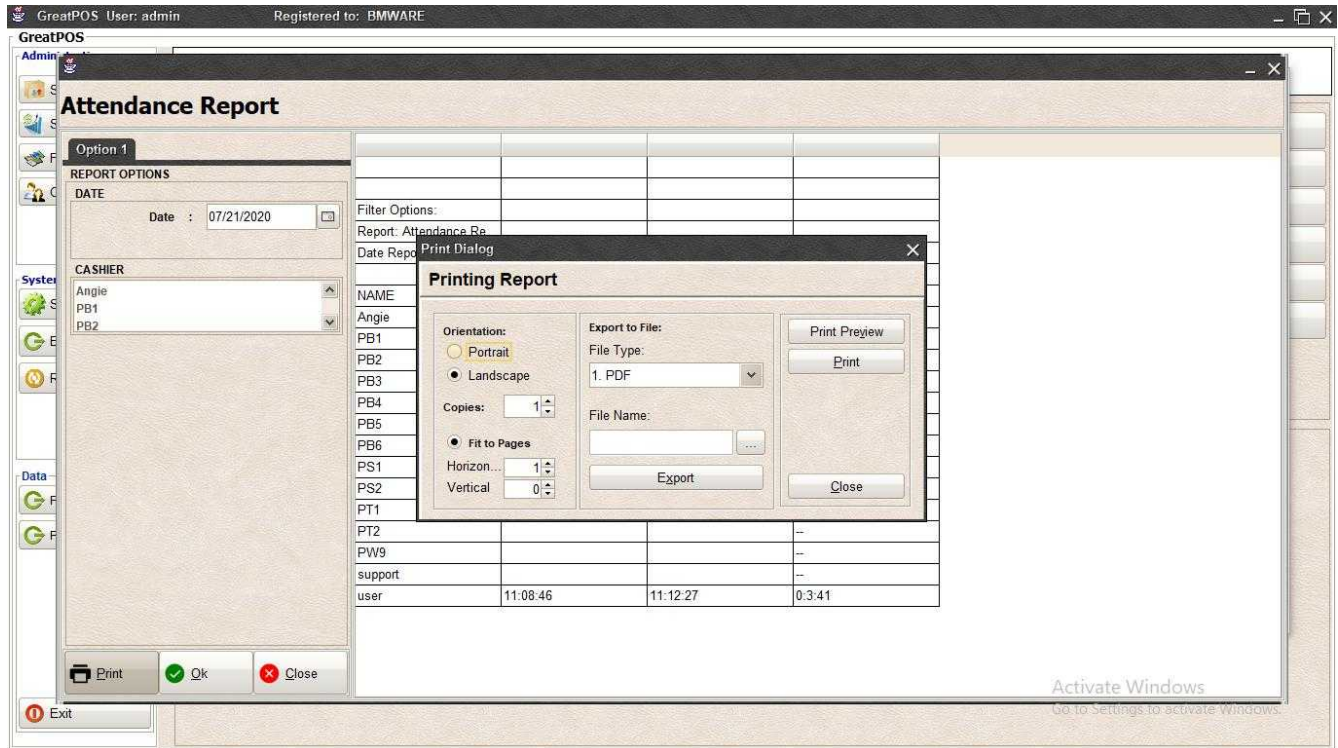 GreatPOS User: admin Registered to: BMWARE
GreatPOS
Attendance Report
Option 1
REPORT OPTIONS
DATE
Date : 07/21/2020
CASHIER
Angie
PB1
PB2
Print
Ok
Close
Filter Options:
Report: Attendance Re
Date Repo
NAME
Angie
PB1
PB2
PB3
PB4
PB5
PB6
PS1
PS2
PT1
PT2 --
PW9 --
support --
user 11:08:46 11:12:27 0:3:41
Print Dialog
Printing Report
Orientation:
Portrait
Landscape
Copies: 1
Fit to Pages
Horizon... 1
Vertical 0
Export to File:
File Type:
1. PDF
File Name:
...
Export
Print Preview
Print
Close
Data
Exit
Activate Windows
Go to Settings to activate Windows.